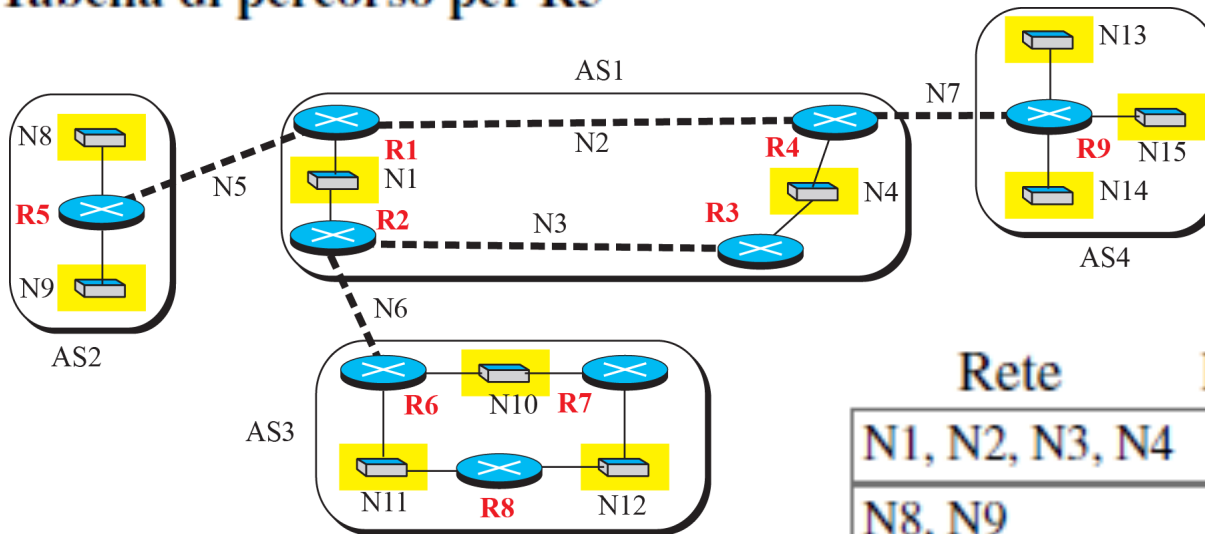 Tabella di percorso per R5
AS1
N13
N7
N8
R1
N2
R4
R9
N15
N5
N1
N4
N14
R5
R2
N3
R3
AS4
N9
N6
AS2
Rete
R6
N10
R7
AS3
N1, N2, N3, N4
N11
R8
N12
N8, N9